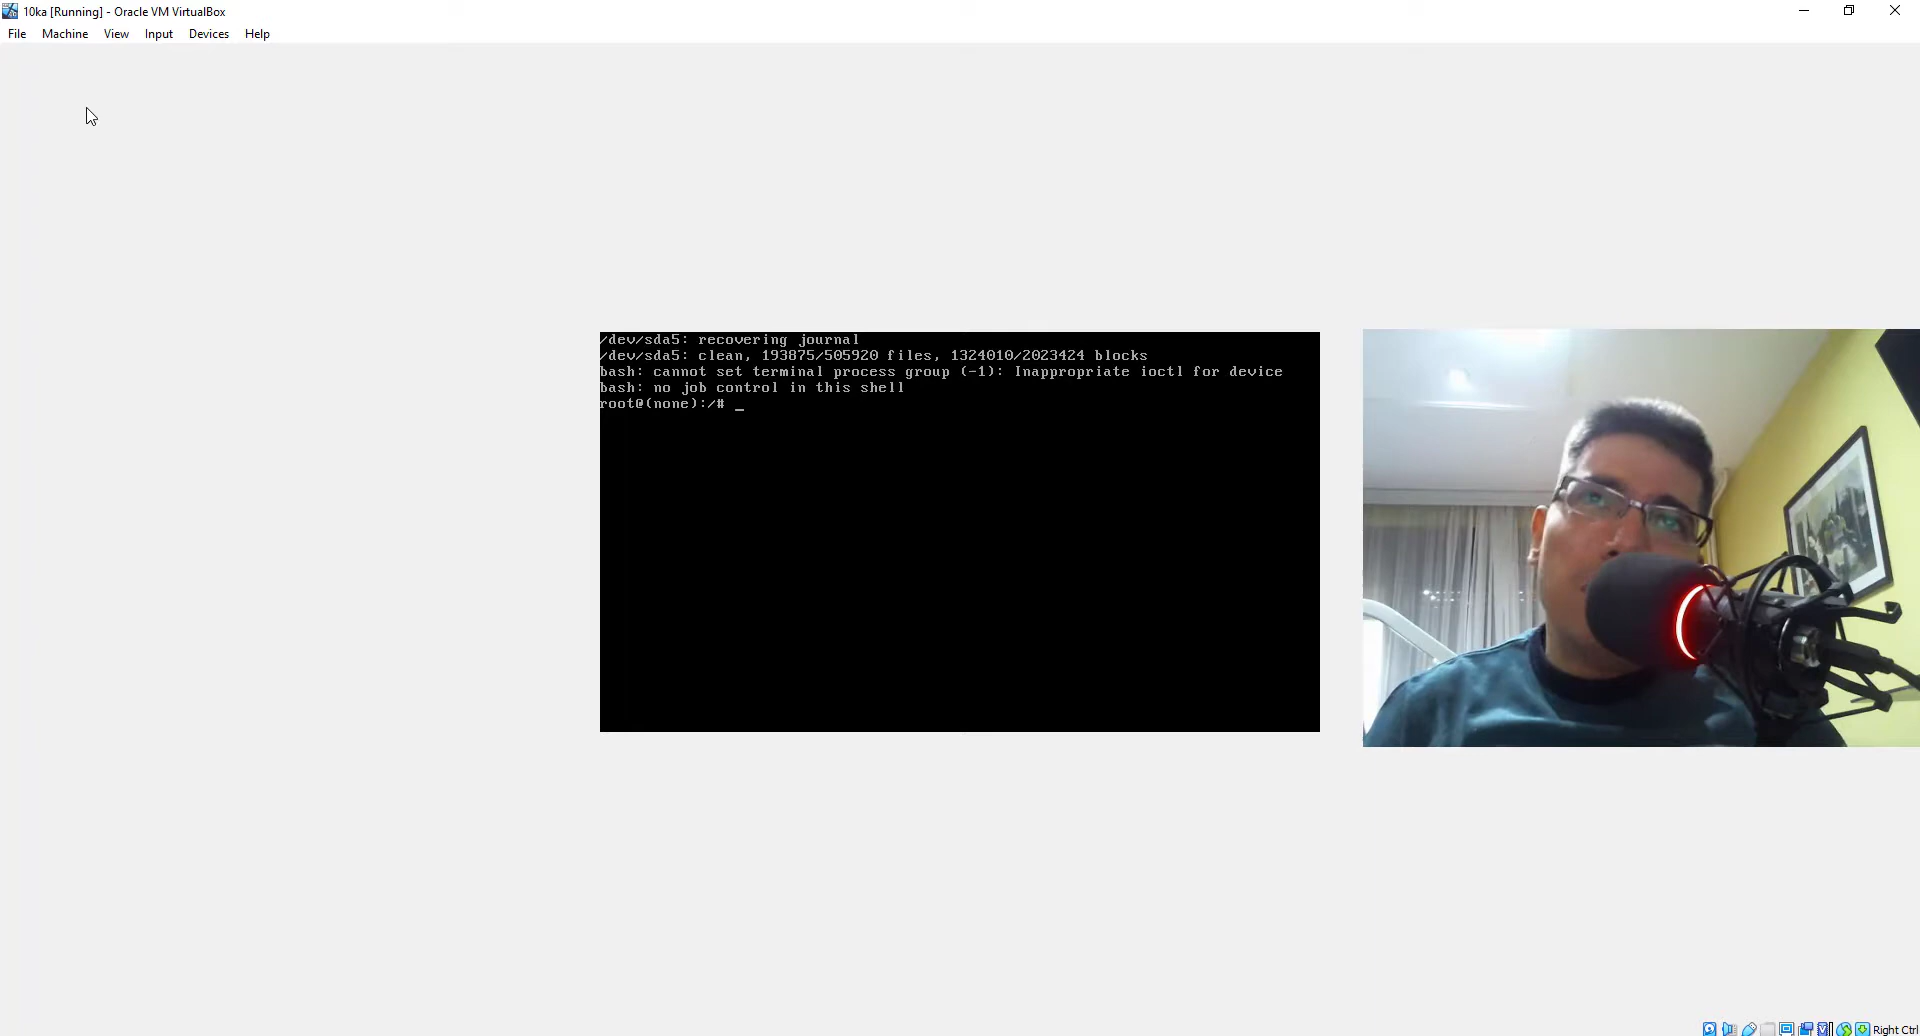 10ka [Running] - Oracle VM VirtualBox
File Machine View Input Devices Help
/dev/sda5: recovering journal
/dev/sda5: clean, 193875/505920 files, 1324010/2023424 blocks
bash: cannot set terminal process group (-1): Inappropriate ioctl for device
bash: no job control in this shell
root@(none):/# _
Right Ctrl